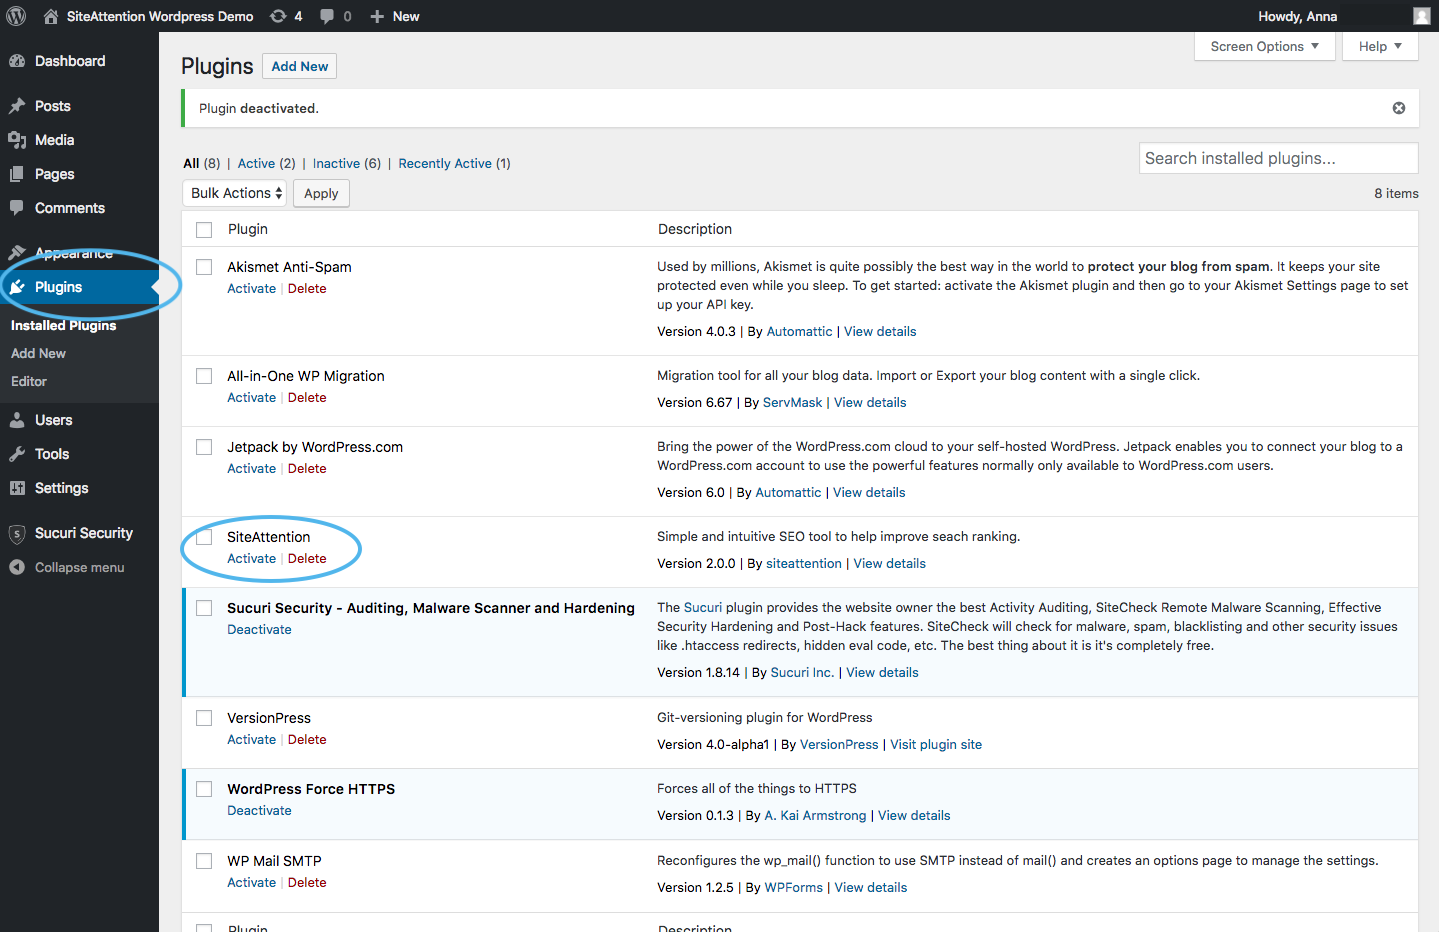 SiteAttention Wordpress Demo 4 0 New Howdy, Anna
Screen Options Help
Dashboard
Posts
Media
Pages
Comments
Appearance
Plugins
Installed Plugins
Add New
Editor
Users
Tools
Settings
Sucuri Security
Collapse menu
Plugins Add New
Plugin deactivated.
All (8) | Active (2) | Inactive (6) | Recently Active (1)
Search installed plugins...
Bulk Actions Apply
8 items
Plugin Description
Akismet Anti-Spam
Activate | Delete
Used by millions, Akismet is quite possibly the best way in the world to protect your blog from spam. It keeps your site
protected even while you sleep. To get started: activate the Akismet plugin and then go to your Akismet Settings page to set
up your API key.
Version 4.0.3 | By Automattic | View details
All-in-One WP Migration
Activate | Delete
Migration tool for all your blog data. Import or Export your blog content with a single click.
Version 6.67 | By ServMask | View details
Jetpack by WordPress.com
Activate | Delete
Bring the power of the WordPress.com cloud to your self-hosted WordPress. Jetpack enables you to connect your blog to a
WordPress.com account to use the powerful features normally only available to WordPress.com users.
Version 6.0 | By Automattic | View details
SiteAttention
Activate | Delete
Simple and intuitive SEO tool to help improve seach ranking.
Version 2.0.0 | By siteattention | View details
Sucuri Security - Auditing, Malware Scanner and Hardening
Deactivate
The Sucuri plugin provides the website owner the best Activity Auditing, SiteCheck Remote Malware Scanning, Effective
Security Hardening and Post-Hack features. SiteCheck will check for malware, spam, blacklisting and other security issues
like .htaccess redirects, hidden eval code, etc. The best thing about it is it's completely free.
Version 1.8.14 | By Sucuri Inc. | View details
VersionPress
Activate | Delete
Git-versioning plugin for WordPress
Version 4.0-alpha1 | By VersionPress | Visit plugin site
WordPress Force HTTPS
Deactivate
Forces all of the things to HTTPS
Version 0.1.3 | By A. Kai Armstrong | View details
WP Mail SMTP
Activate | Delete
Reconfigures the wp_mail() function to use SMTP instead of mail() and creates an options page to manage the settings.
Version 1.2.5 | By WPForms | View details
Plugin Description